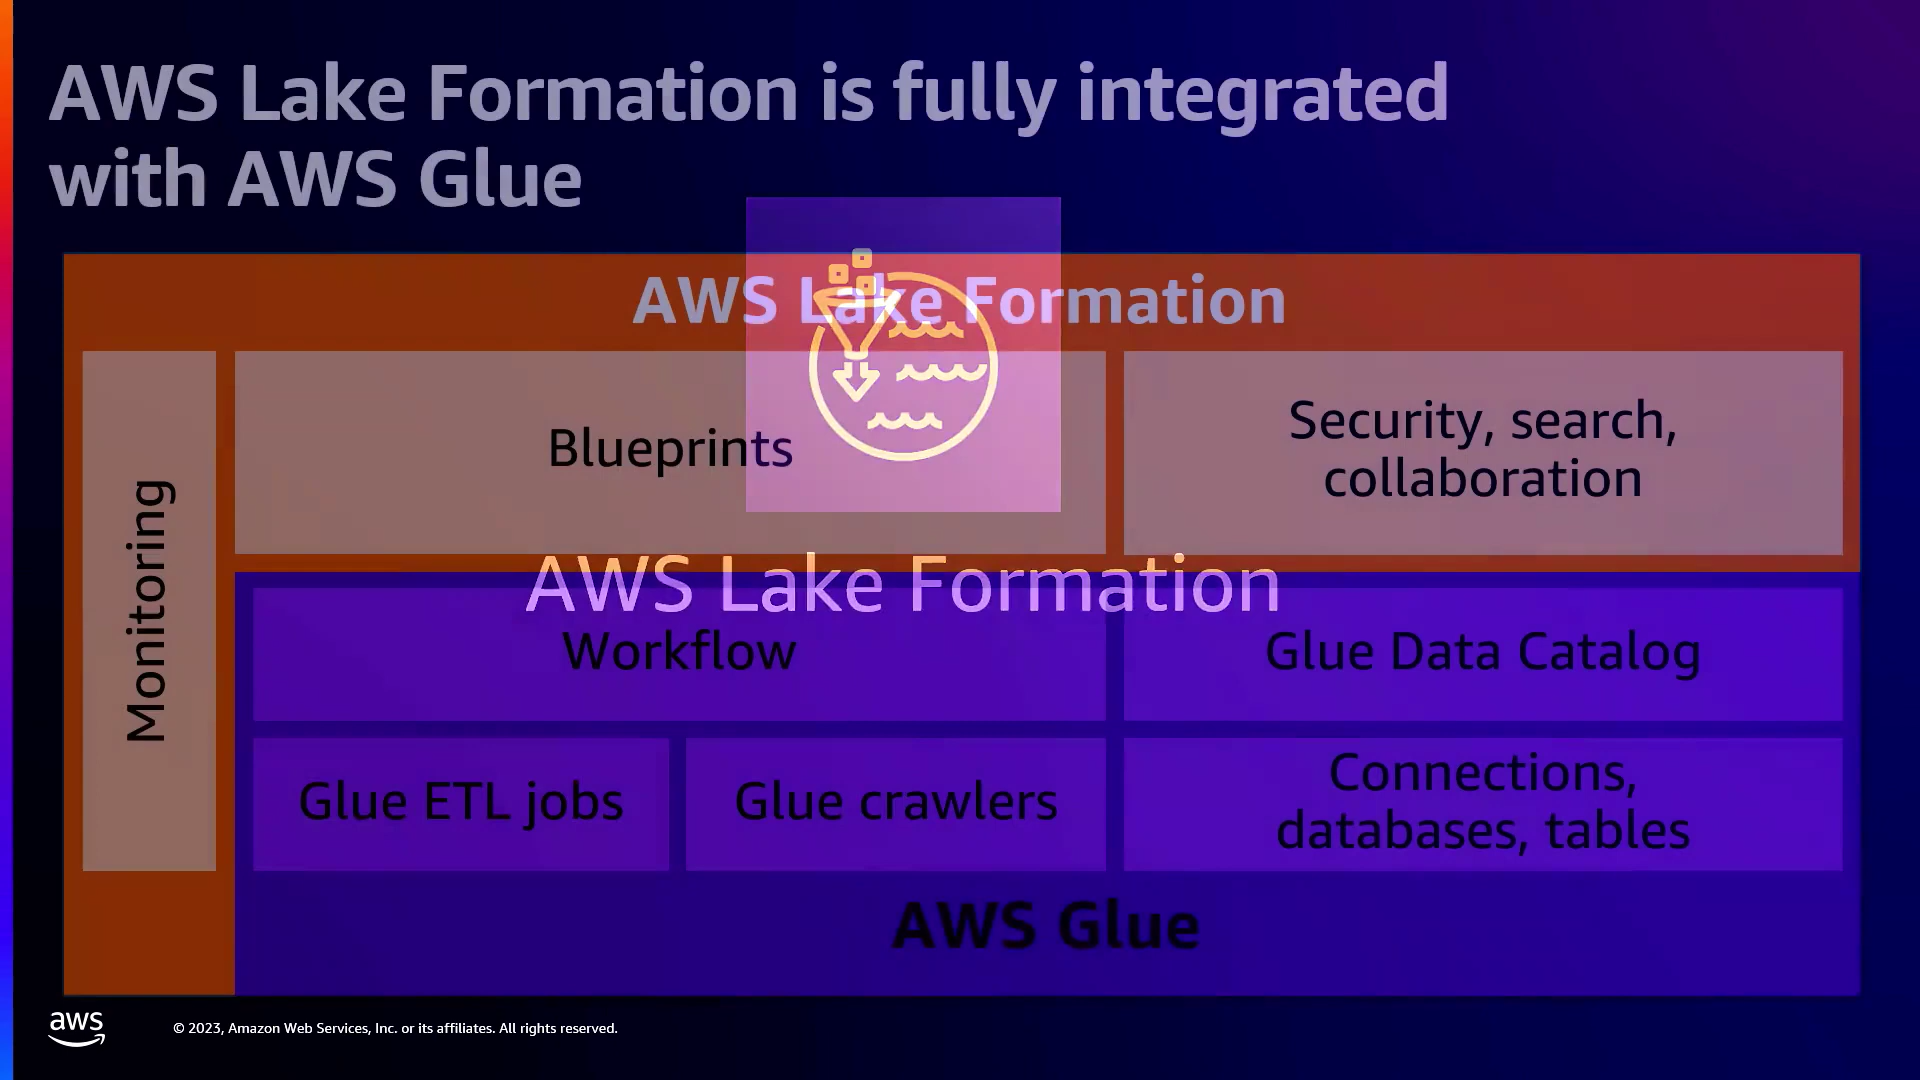 AWS Lake Formation is fully integrated
with AWS Glue
AWS Lake Formation
Monitoring
Blueprints
Security, search,
collaboration
AWS Lake Formation
Workflow
Glue Data Catalog
Glue ETL jobs
Glue crawlers
Connections,
databases, tables
AWS Glue
aws
© 2023, Amazon Web Services, Inc. or its affiliates. All rights reserved.